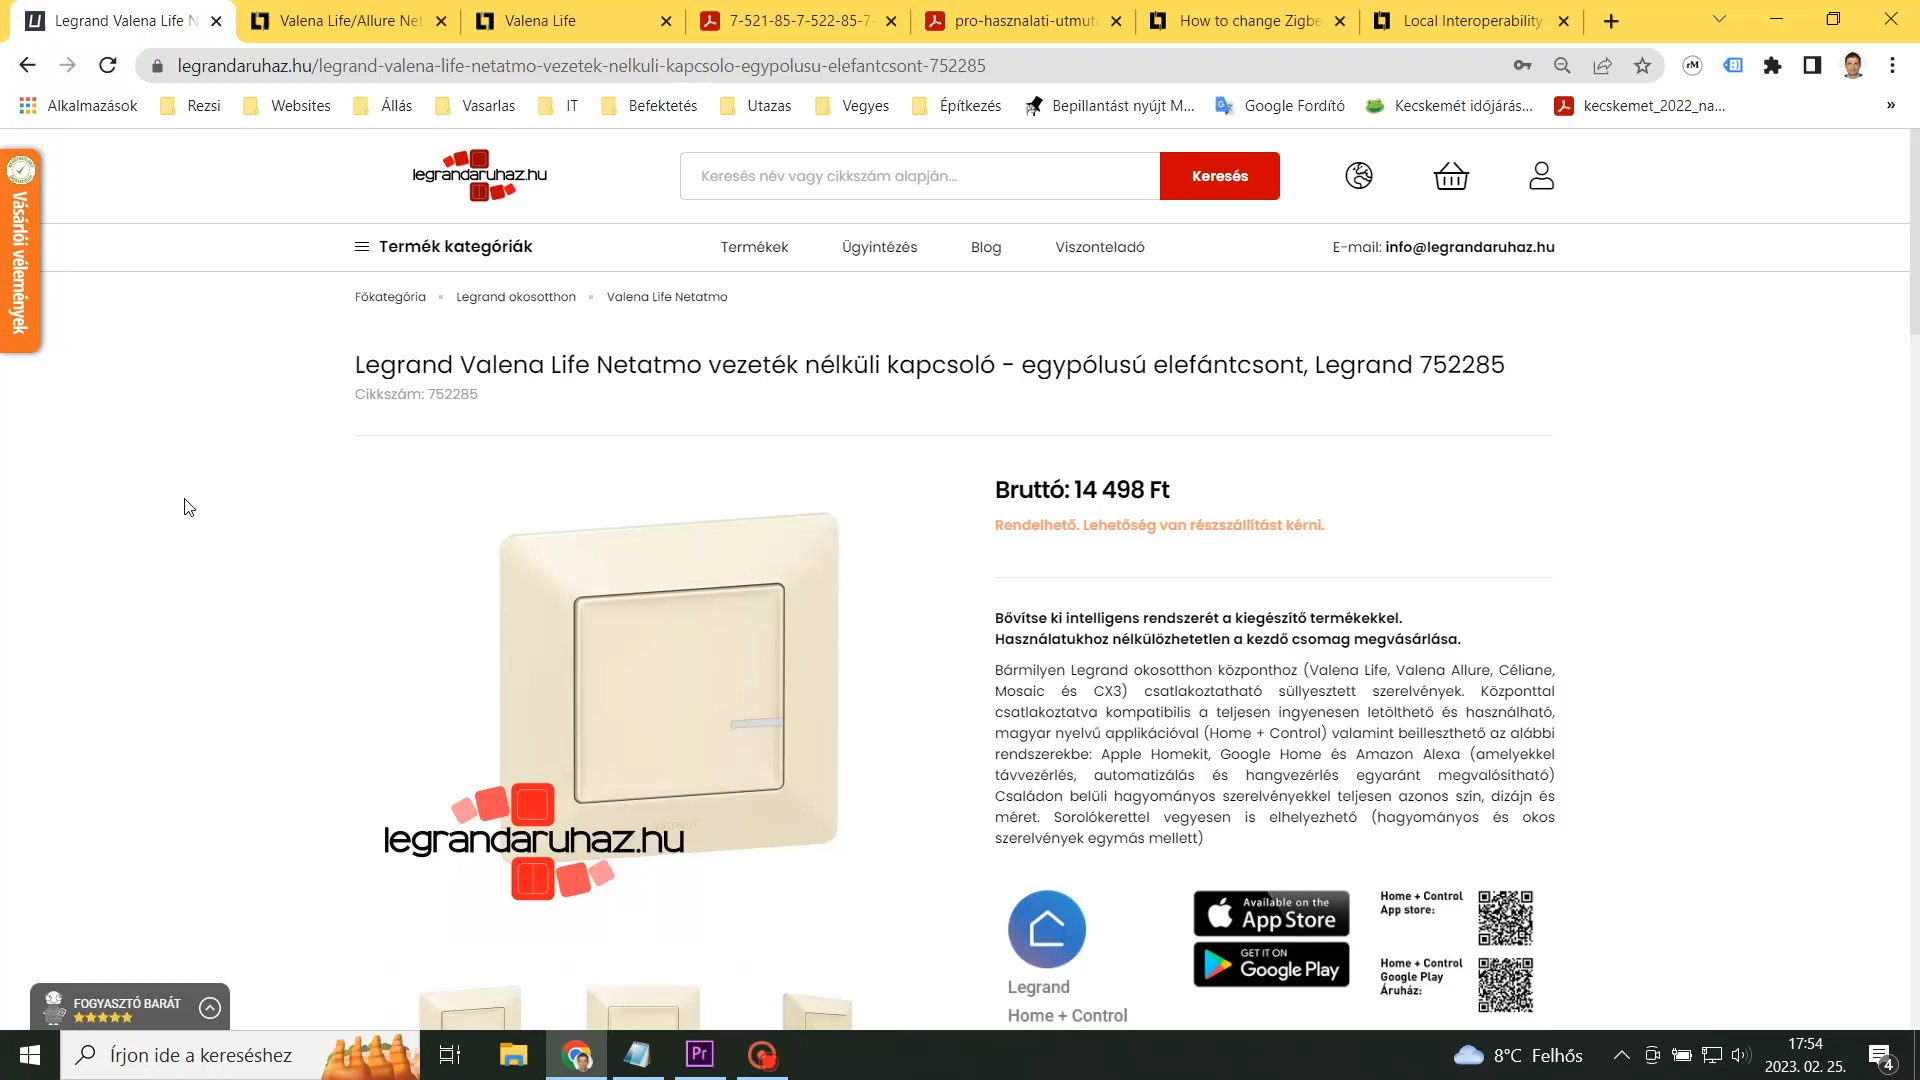 Legrand Valena Life N
Valena Life/Allure Net
Valena Life
7-521-85-7-522-85-7-
pro-hasznalati-utmuta
How to change Zigbe
Local Interoperability
legrandaruhaz.hu/legrand-valena-life-netatmo-vezetek-nelkuli-kapcsolo-egypolusu-elefantcsont-752285
Alkalmazások
Rezsi
Websites
Állás
Vasarlas
IT
Befektetés
Utazas
Vegyes
Építkezés
Bepillantást nyújt M...
Google Fordító
Kecskemét időjárás...
kecskemet_2022_na...
»
Vásárlói vélemények
legrandaruhaz.hu
Keresés név vagy cikkszám alapján...
Keresés
Termék kategóriák
Termékek
Ügyintézés
Blog
Viszonteladó
E-mail: info@legrandaruhaz.hu
Főkategória
Legrand okosotthon
Valena Life Netatmo
Legrand Valena Life Netatmo vezeték nélküli kapcsoló - egypólusú elefántcsont, Legrand 752285
Cikkszám: 752285
Bruttó: 14 498 Ft
Rendelhető. Lehetőség van részszállítást kérni.
Bővítse ki intelligens rendszerét a kiegészítő termékekkel.
Használatukhoz nélkülözhetetlen a kezdő csomag megvásárlása.
Bármilyen Legrand okosotthon központhoz (Valena Life, Valena Allure, Céliane,
Mosaic és CX3) csatlakoztatható süllyesztett szerelvények. Központtal
csatlakoztatva kompatibilis a teljesen ingyenesen letölthető és használható,
magyar nyelvű applikációval (Home + Control) valamint beilleszthető az alábbi
rendszerekbe: Apple Homekit, Google Home és Amazon Alexa (amelyekkel
távvezérlés, automatizálás és hangvezérlés egyaránt megvalósítható)
Családon belüli hagyományos szerelvényekkel teljesen azonos szín, dizájn és
méret. Sorolókerettel vegyesen is elhelyezhető (hagyományos és okos
szerelvények egymás mellett)
legrandaruhaz.hu
Legrand
Home + Control
Available on the
App Store
GET IT ON
Google Play
Home + Control
App store:
Home + Control
Google Play
Áruház:
FOGYASZTÓ BARÁT
Írjon ide a kereséshez
Pr
8°C Felhős
17:54
2023. 02. 25.
4